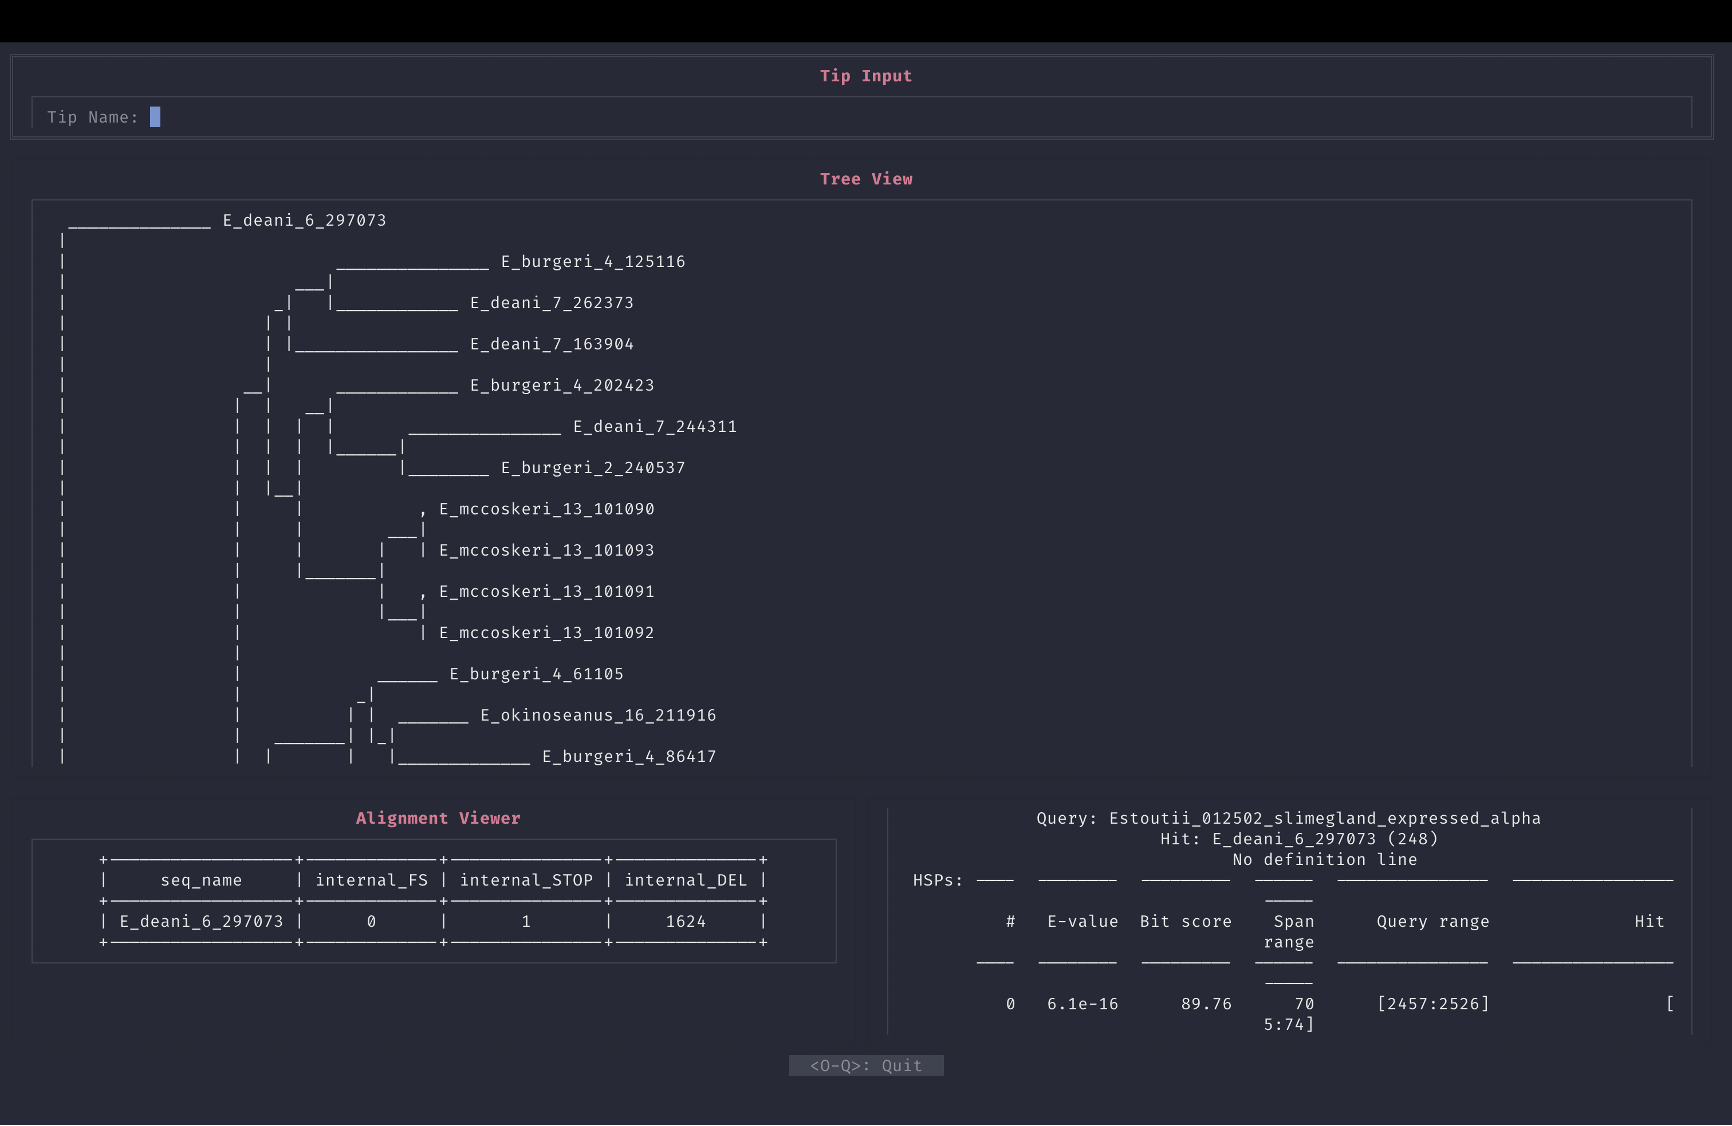 Tip Input
Tip Name:
Tree View
E_deani_6_297073
E_burgeri_4_125116
E_deani_7_262373
E_deani_7_163904
E_burgeri_4_202423
E_deani_7_244311
E_burgeri_2_240537
, E_mccoskeri_13_101090
E_mccoskeri_13_101093
, E_mccoskeri_13_101091
E_mccoskeri_13_101092
E_burgeri_4_61105
E_okinoseanus_16_211916
E_burgeri_4_86417
Alignment Viewer
seq_name | internal_FS | internal_STOP | internal_DEL
E_deani_6_297073 | 0 | 1 | 1624
Query: Estoutii_012502_slimegland_expressed_alpha
Hit: E_deani_6_297073 (248)
No definition line
HSPs: ---- -------- --------- ------ --------------- ----------------
-----
# E-value Bit score Span Query range Hit
range
---- -------- --------- ------ --------------- ----------------
-----
0 6.1e-16 89.76 70 [2457:2526] [
5:74]
<O-Q>: Quit